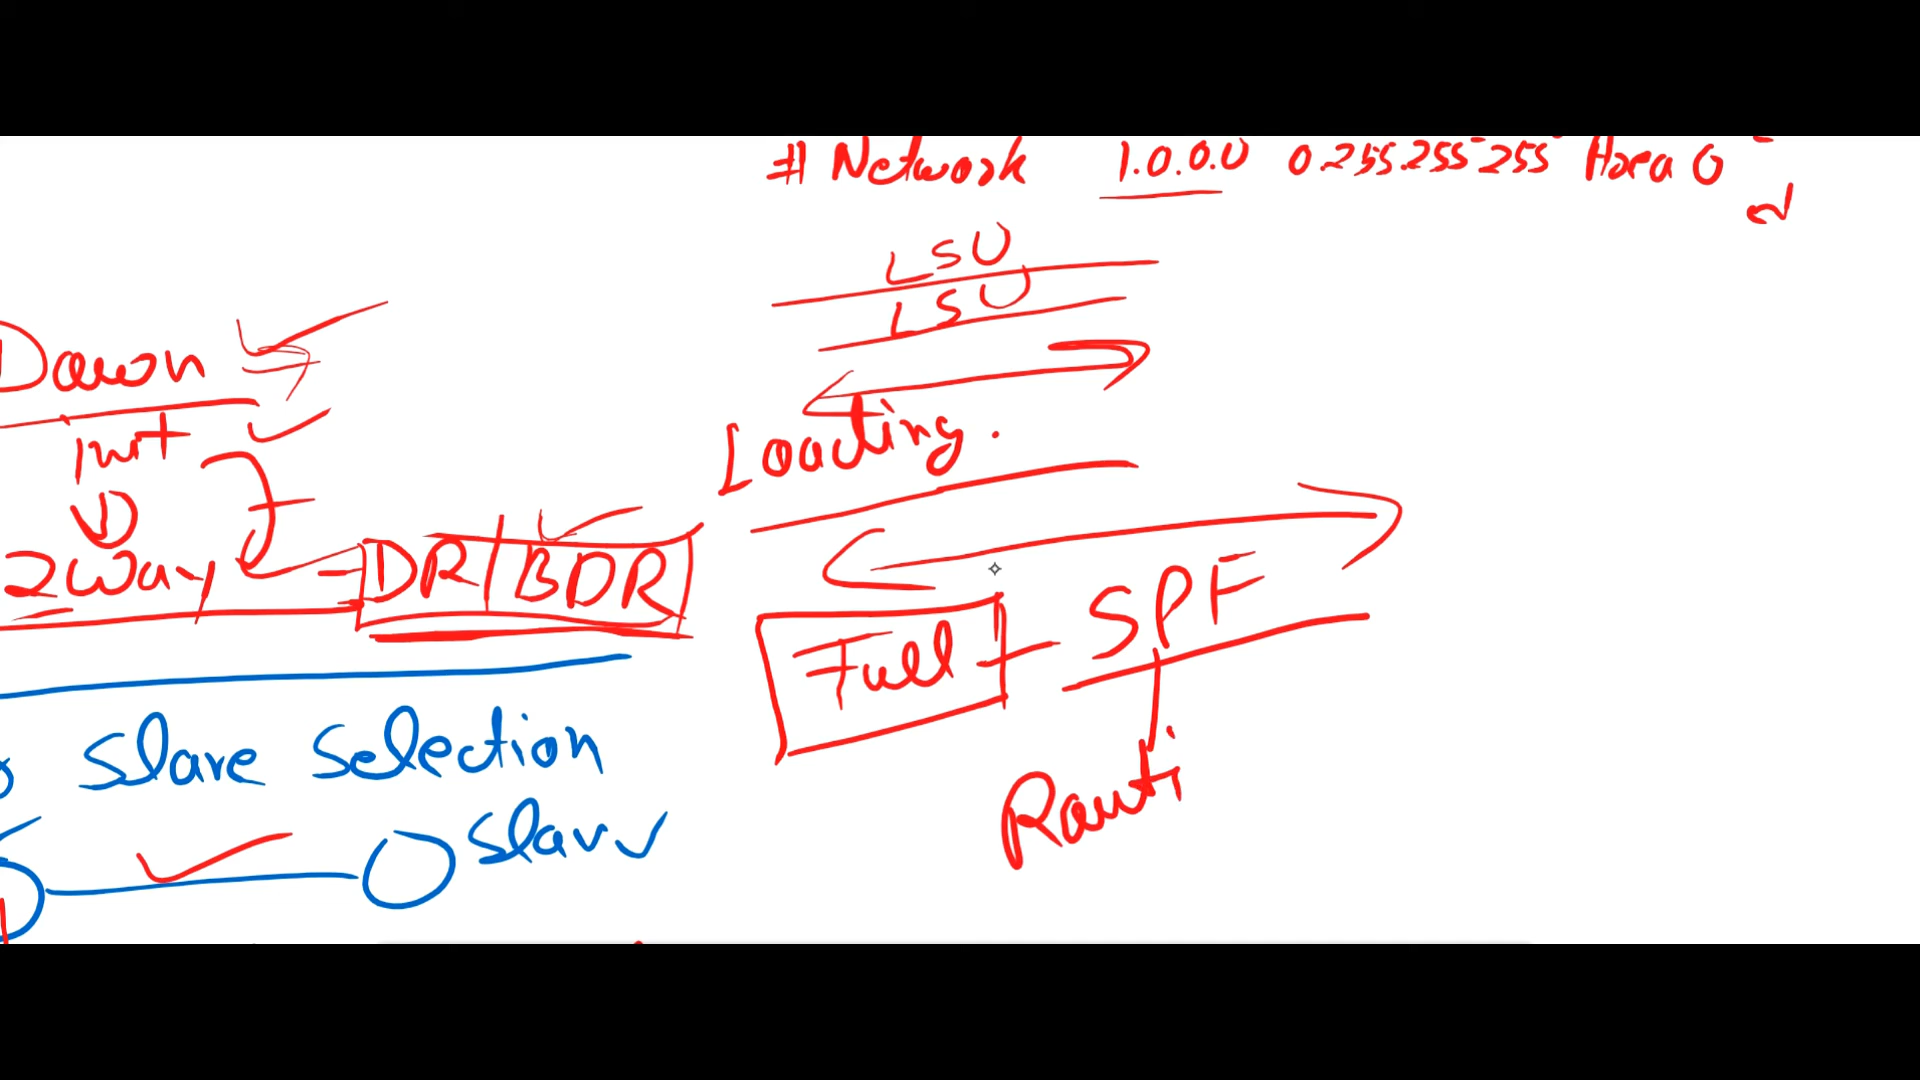 # Network 1.0.0.0 0.255.255.255 Area 0
LSU
LSU
Down
init
2way
DR/BDR
Loading.
Full
SPF
Routi
Slave Selection
Slave